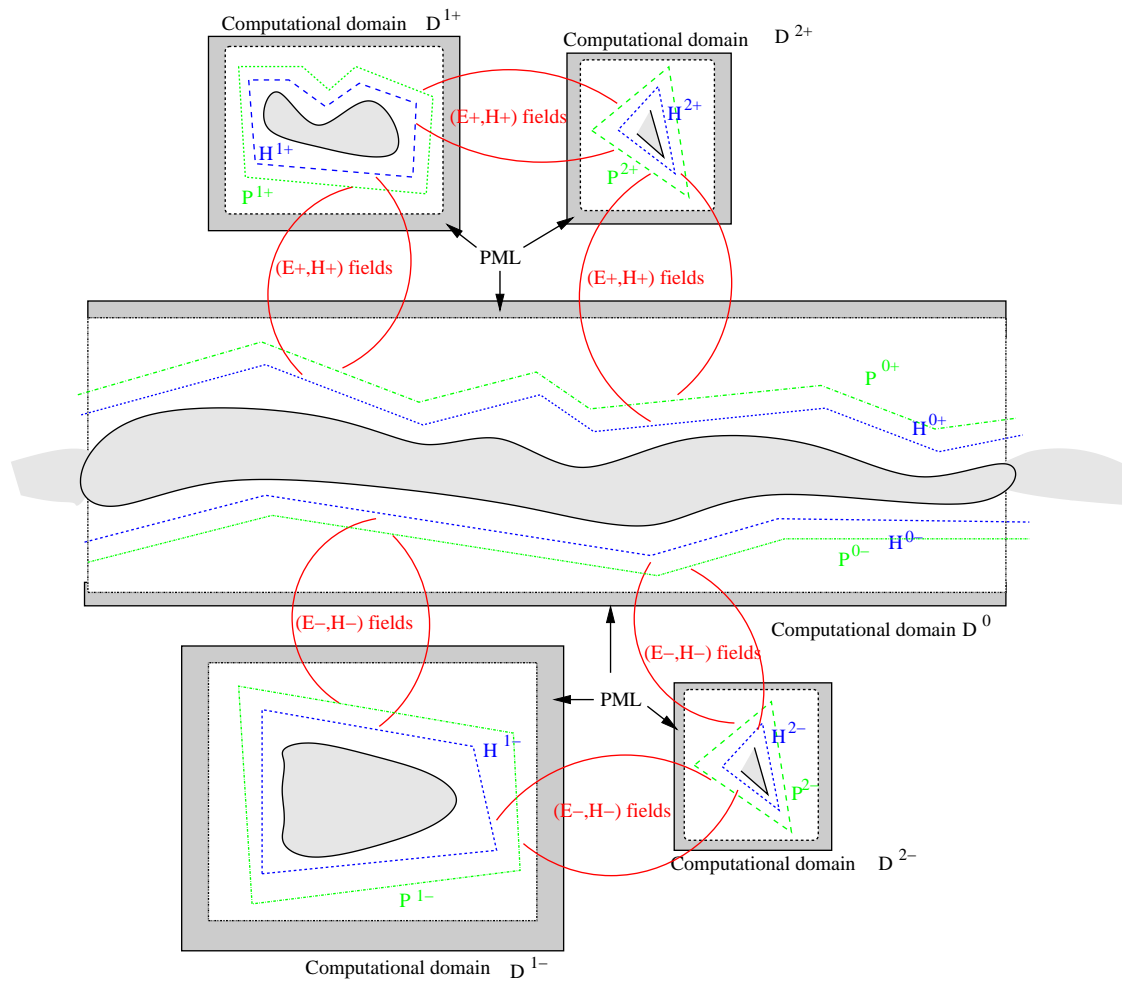 Computational domain D 1+
Computational domain D 2+
(E+,H+) fields
H 2+
H 1+
P 1+
P 2+
PML
(E+,H+) fields
(E+,H+) fields
P 0+
H 0+
H 0−
P 0−
(E−,H−) fields
Computational domain D 0
(E−,H−) fields
PML
H 1−
H 2−
P 2−
(E−,H−) fields
P 1−
Computational domain D 2−
Computational domain D 1−